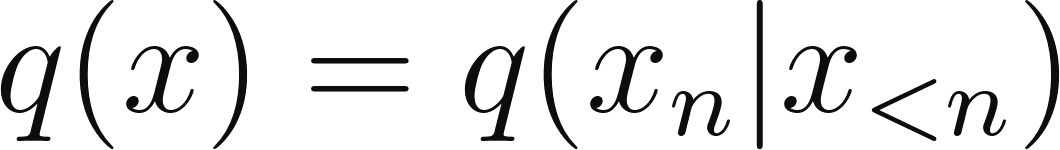 q(x) = q(x_n|x_{<n})